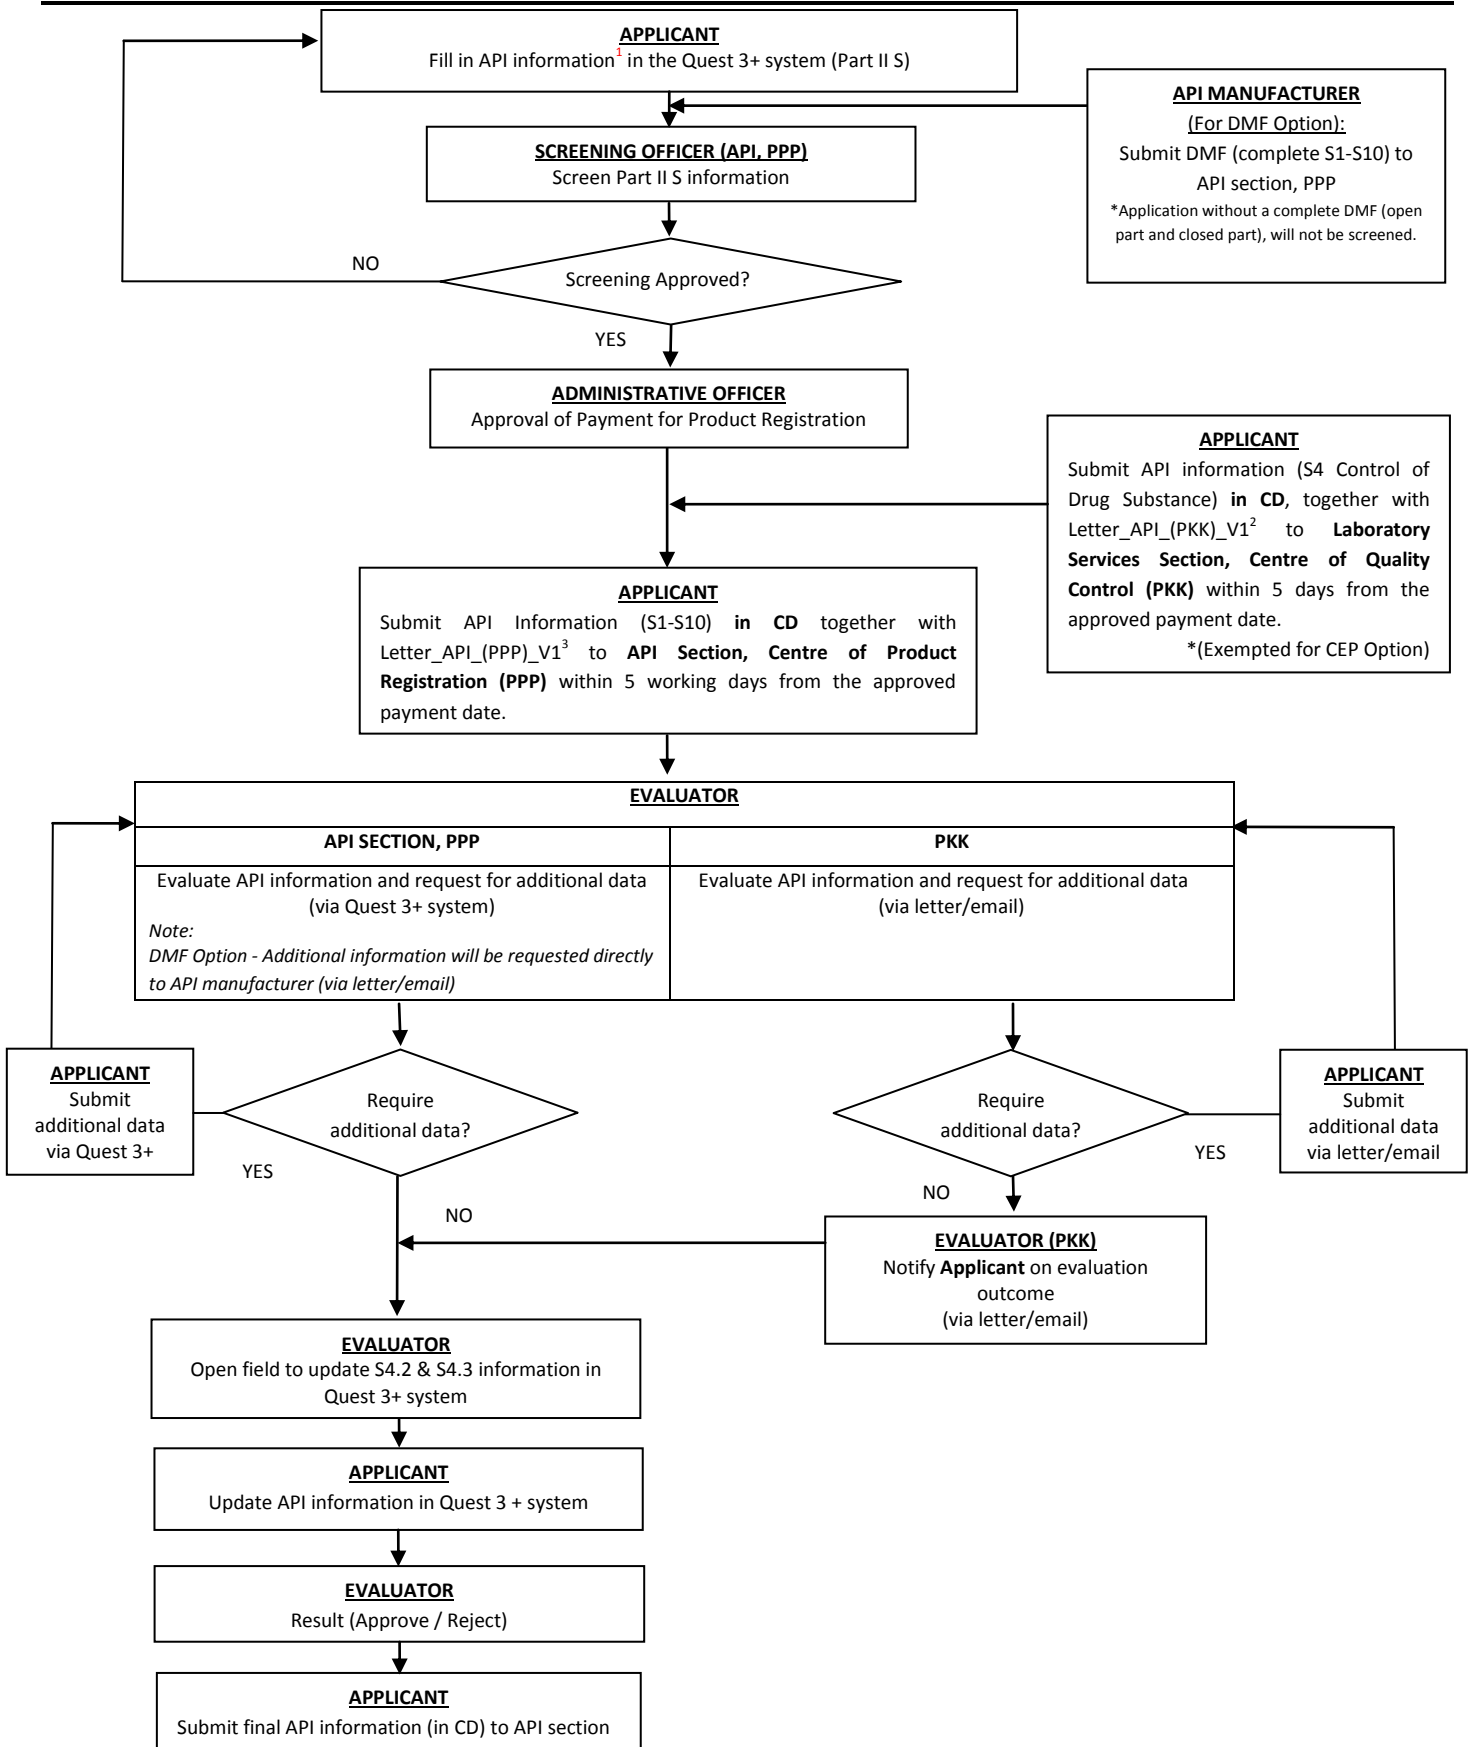 APPLICANT
Fill in API information1 in the Quest 3+ system (Part II S)
API MANUFACTURER
(For DMF Option):
Submit DMF (complete S1-S10) to
API section, PPP
*Application without a complete DMF (open
part and closed part), will not be screened.
SCREENING OFFICER (API, PPP)
Screen Part II S information
NO
Screening Approved?
YES
ADMINISTRATIVE OFFICER
Approval of Payment for Product Registration
APPLICANT
Submit API information (S4 Control of
Drug Substance) in CD, together with
Letter_API_(PKK)_V12 to Laboratory
Services Section, Centre of Quality
Control (PKK) within 5 days from the
approved payment date.
*(Exempted for CEP Option)
APPLICANT
Submit API Information (S1-S10) in CD together with
Letter_API_(PPP)_V13 to API Section, Centre of Product
Registration (PPP) within 5 working days from the approved
payment date.
EVALUATOR
API SECTION, PPP
PKK
Evaluate API information and request for additional data
(via Quest 3+ system)
Note:
DMF Option - Additional information will be requested directly
to API manufacturer (via letter/email)
Evaluate API information and request for additional data
(via letter/email)
APPLICANT
Submit
additional data
via Quest 3+
Require
additional data?
YES
NO
Require
additional data?
YES
NO
APPLICANT
Submit
additional data
via letter/email
EVALUATOR (PKK)
Notify Applicant on evaluation
outcome
(via letter/email)
EVALUATOR
Open field to update S4.2 & S4.3 information in
Quest 3+ system
APPLICANT
Update API information in Quest 3 + system
EVALUATOR
Result (Approve / Reject)
APPLICANT
Submit final API information (in CD) to API section